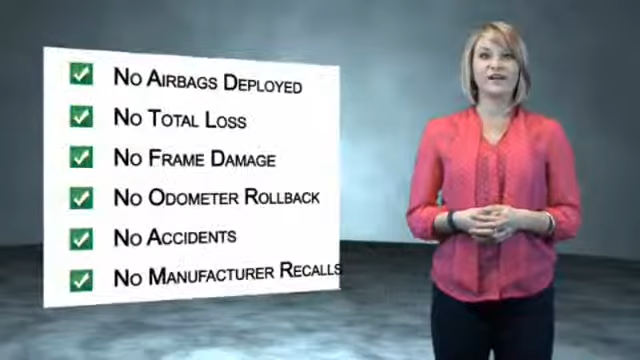 No Airbags Deployed
No Total Loss
No Frame Damage
No Odometer Rollback
No Accidents
No Manufacturer Recalls